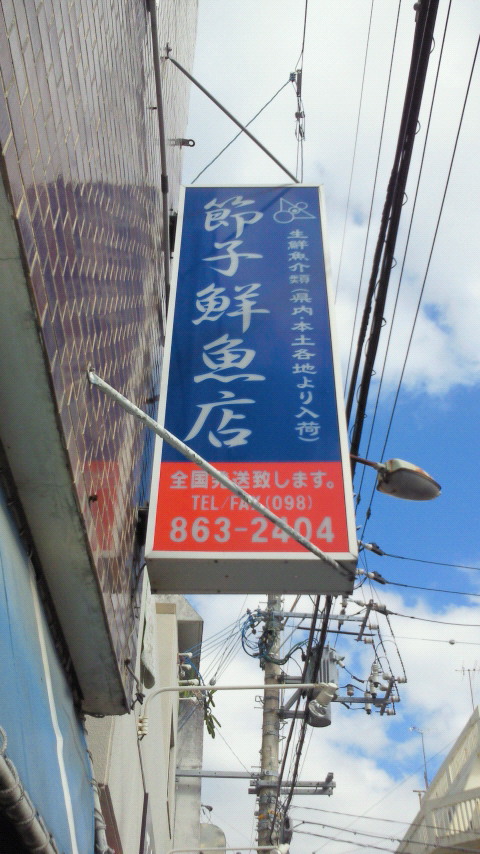 生鮮魚介類(県内・本土各地より入荷)
節子鮮魚店
全国発送致します。
TEL/FAX(098)
863-2404